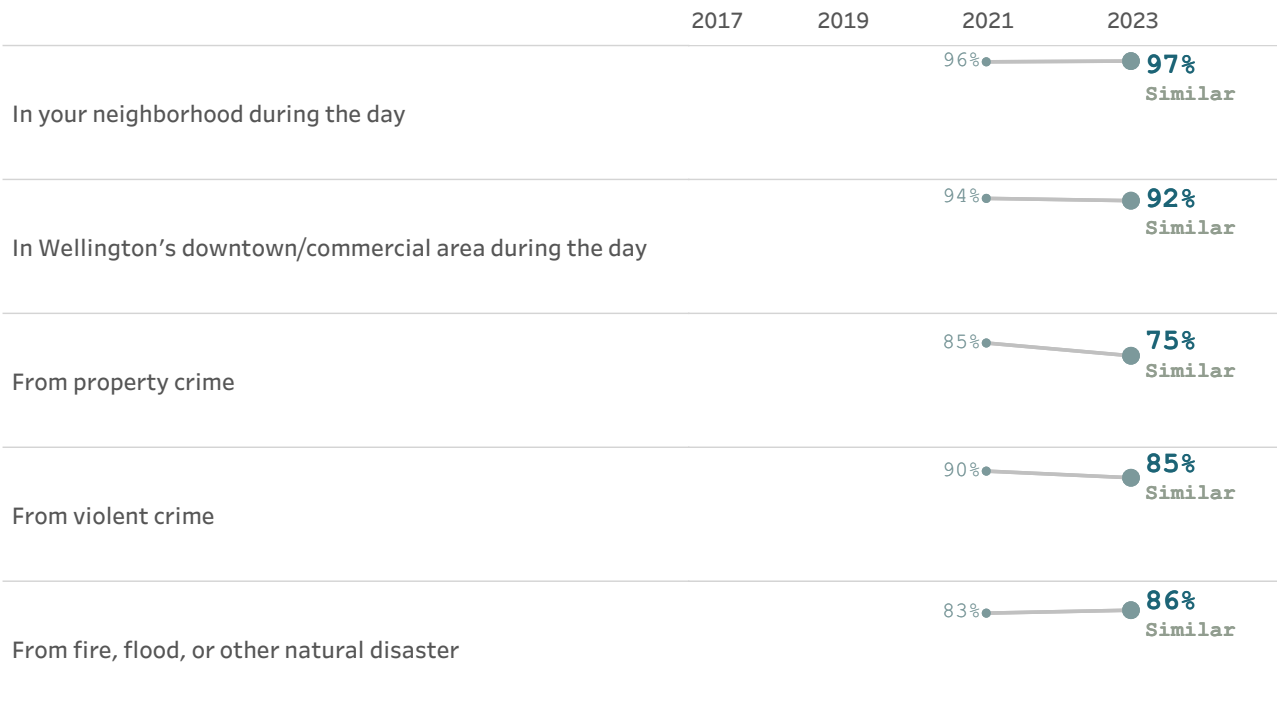 2017 2019 2021 2023
96% 97%
Similar
In your neighborhood during the day
94% 92%
Similar
In Wellington's downtown/commercial area during the day
85% 75%
Similar
From property crime
90% 85%
Similar
From violent crime
83% 86%
Similar
From fire, flood, or other natural disaster